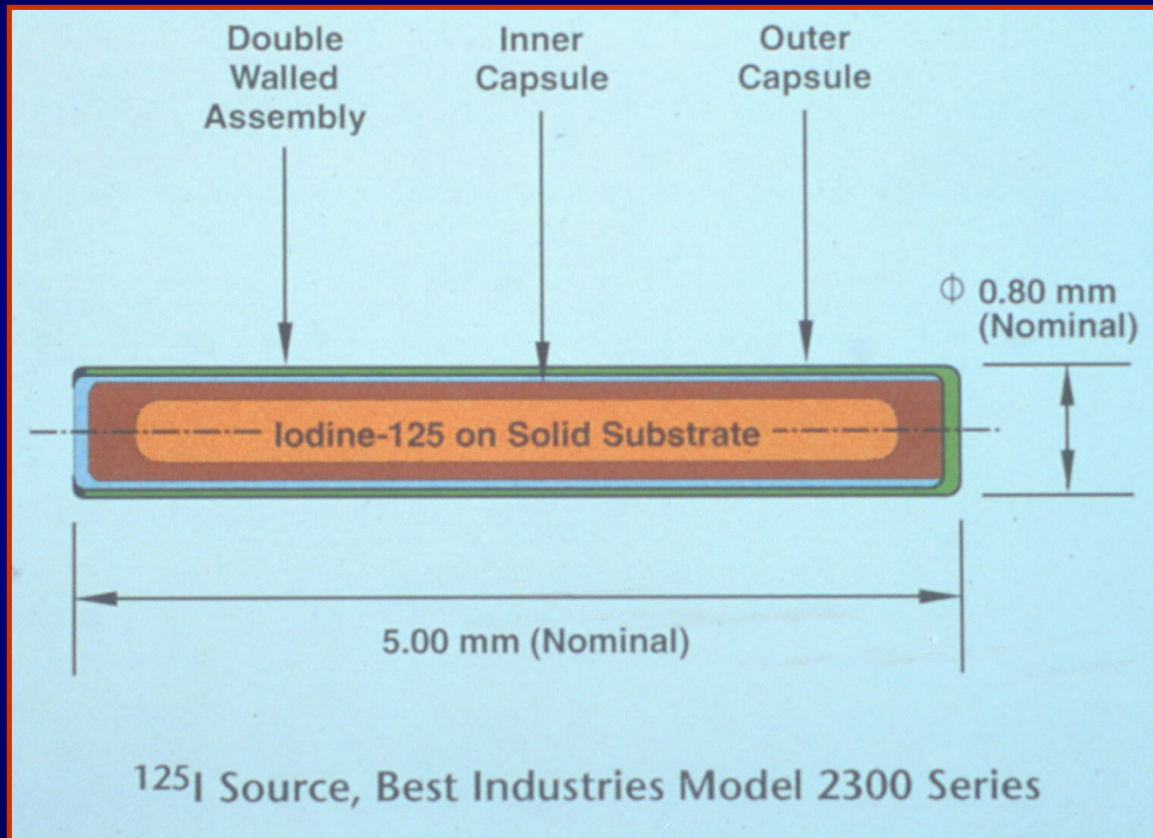 Double
Walled
Assembly
Inner
Capsule
Outer
Capsule
Φ 0.80 mm
(Nominal)
Iodine-125 on Solid Substrate
5.00 mm (Nominal)
¹²⁵I Source, Best Industries Model 2300 Series